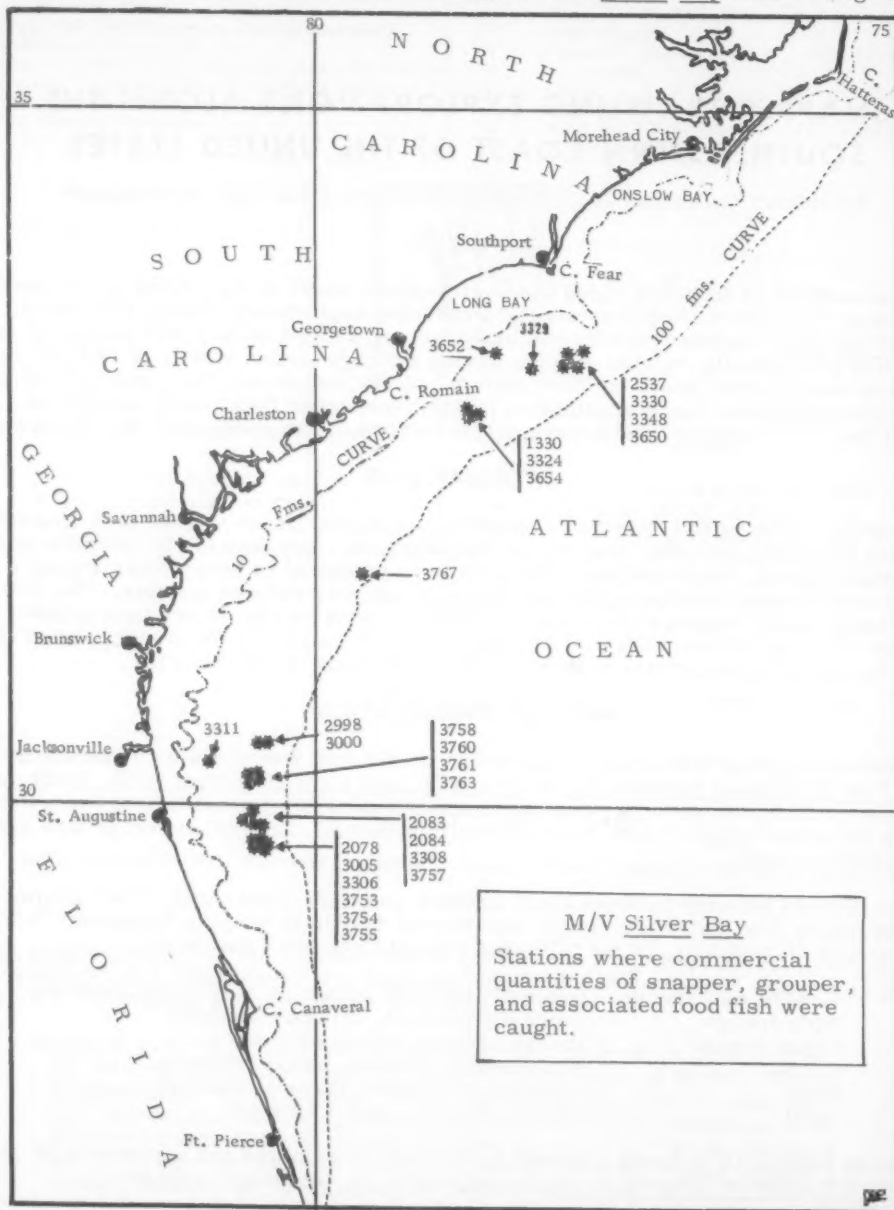 80
75
NORTH
CAROLINA
C. Hatteras
35
Morehead City
ONSLOW BAY
CURVE
100 fms.
SOUTH
CAROLINA
Southport
C. Fear
LONG BAY
Georgetown
3652
3329
C. Romain
2537
3330
3348
3650
Charleston
CURVE
1330
3324
3654
GEORGIA
Fms.
10
Savannah
ATLANTIC
3767
Brunswick
OCEAN
3311
2998
3000
3758
3760
3761
3763
Jacksonville
30
St. Augustine
2083
2084
3308
3757
2078
3005
3306
3753
3754
3755
FLORIDA
M/V Silver Bay
Stations where commercial
quantities of snapper, grouper,
and associated food fish were
caught.
C. Canaveral
Ft. Pierce